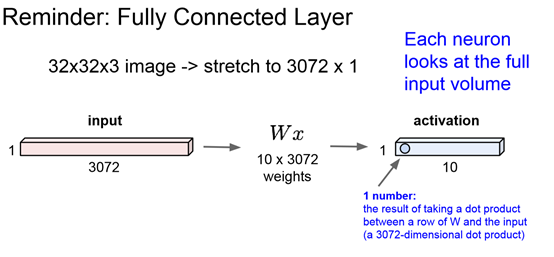 Reminder: Fully Connected Layer
Each neuron
looks at the full
input volume
32x32x3 image -> stretch to 3072 x 1
input
1
3072
Wx
10 x 3072
weights
activation
1
10
1 number:
the result of taking a dot product
between a row of W and the input
(a 3072-dimensional dot product)